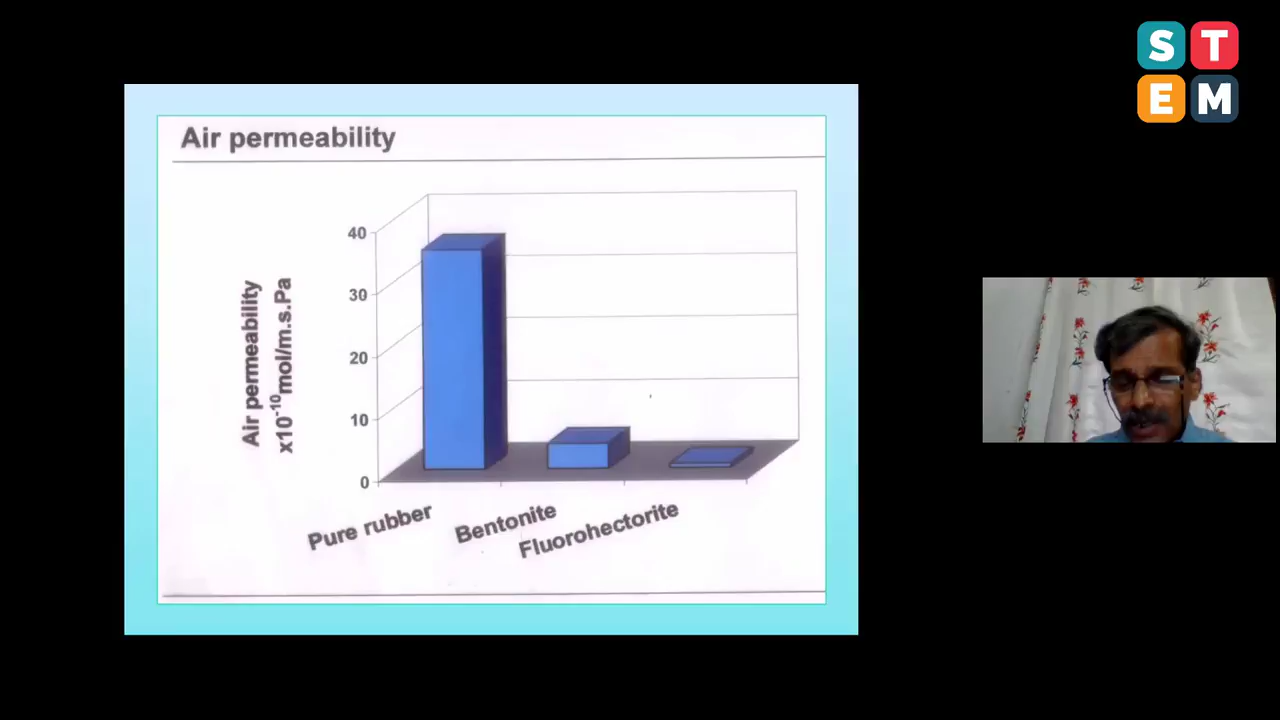 S T
E M
Air permeability
Air permeability
x10-10mol/m.s.Pa
40
30
20
10
0
Pure rubber
Bentonite
Fluorohectorite